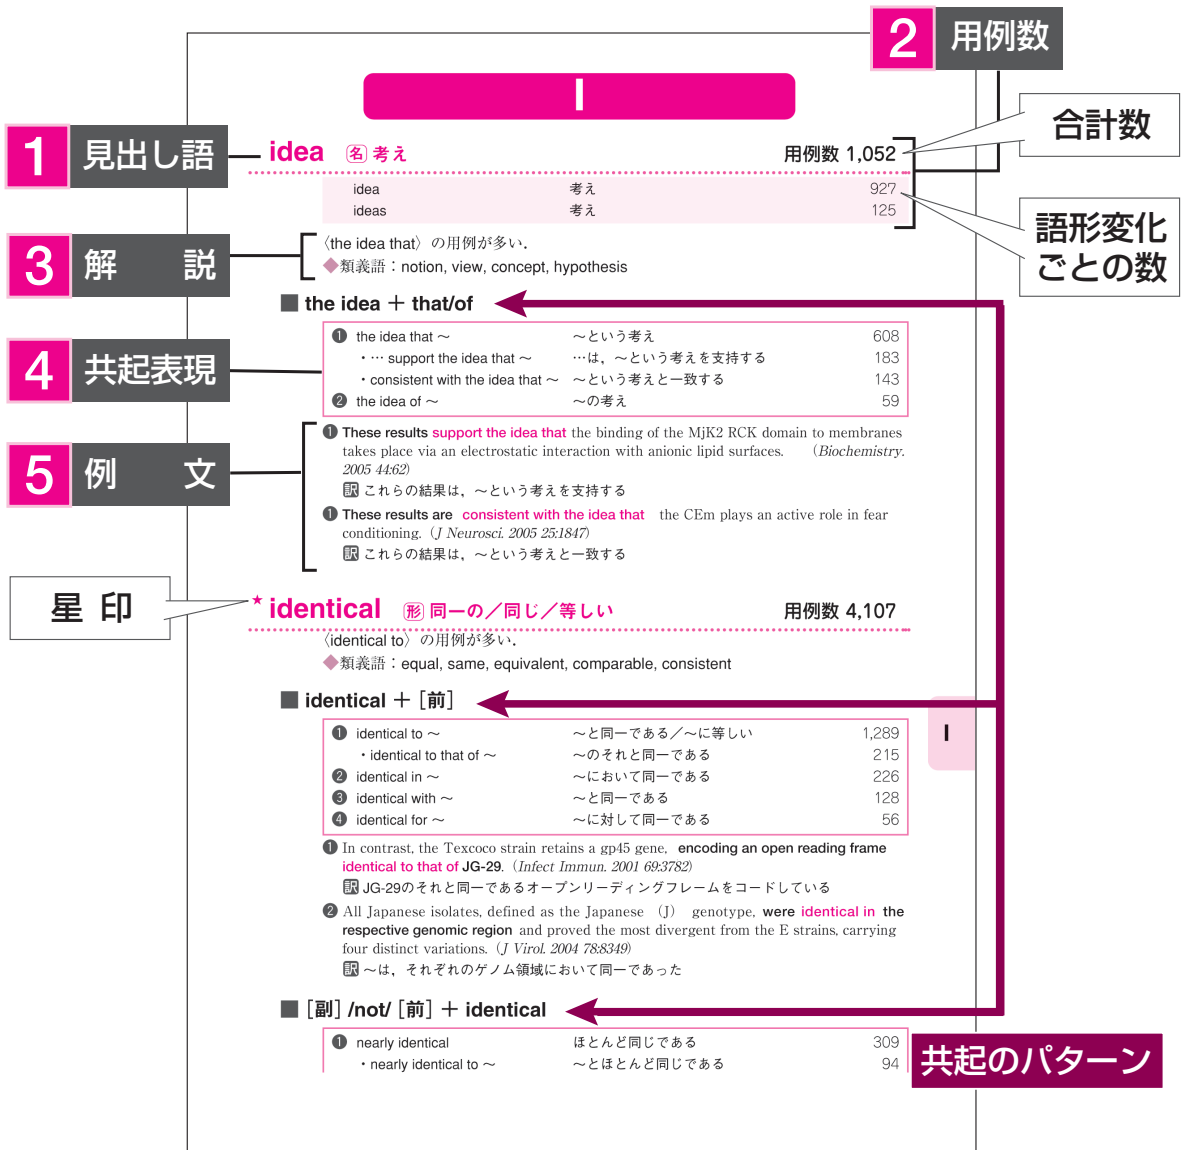 2 用例数
I
合計数
1 見出し語
idea 名 考え 用例数 1,052
idea 考え 927
ideas 考え 125
語形変化
ごとの数
3 解 説
〈the idea that〉の用例が多い．
◆類義語：notion, view, concept, hypothesis
■ the idea ＋ that/of
4 共起表現
❶ the idea that ～ ～という考え 608
・… support the idea that ～ …は，～という考えを支持する 183
・consistent with the idea that ～ ～という考えと一致する 143
❷ the idea of ～ ～の考え 59
5 例 文
❶ These results support the idea that the binding of the MjK2 RCK domain to membranes
takes place via an electrostatic interaction with anionic lipid surfaces. （Biochemistry.
2005 44:62）
訳 これらの結果は，～という考えを支持する
❶ These results are consistent with the idea that the CEm plays an active role in fear
conditioning.（J Neurosci. 2005 25:1847）
訳 これらの結果は，～という考えと一致する
星 印
★ identical 形 同一の／同じ／等しい 用例数 4,107
〈identical to〉の用例が多い．
◆類義語：equal, same, equivalent, comparable, consistent
■ identical ＋［前］
I
❶ identical to ～ ～と同一である／～に等しい 1,289
・identical to that of ～ ～のそれと同一である 215
❷ identical in ～ ～において同一である 226
❸ identical with ～ ～と同一である 128
❹ identical for ～ ～に対して同一である 56
❶ In contrast, the Texcoco strain retains a gp45 gene, encoding an open reading frame
identical to that of JG-29.（Infect Immun. 2001 69:3782）
訳 JG-29のそれと同一であるオープンリーディングフレームをコードしている
❷ All Japanese isolates, defined as the Japanese （J） genotype, were identical in the
respective genomic region and proved the most divergent from the E strains, carrying
four distinct variations.（J Virol. 2004 78:8349）
訳 ～は，それぞれのゲノム領域において同一であった
■［副］/not/［前］＋ identical
❶ nearly identical ほとんど同じである 309
・nearly identical to ～ ～とほとんど同じである 94
共起のパターン